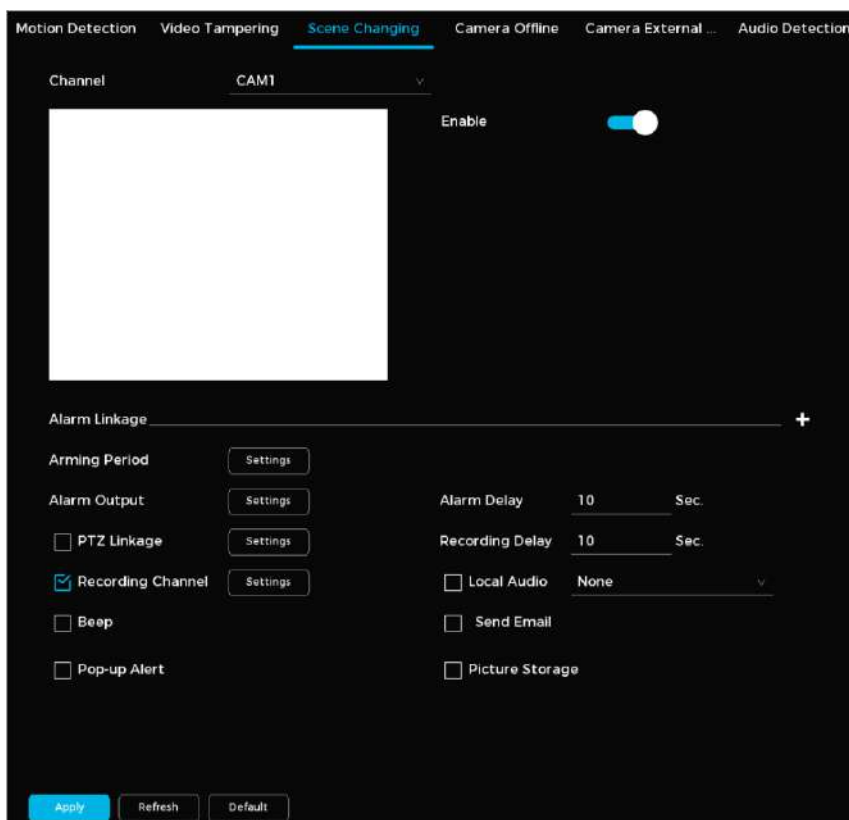 Motion Detection Video Tampering Scene Changing Camera Offline Camera External ... Audio Detection
Channel CAM1
Enable
Alarm Linkage
Arming Period Settings
Alarm Output Settings Alarm Delay 10 Sec.
PTZ Linkage Settings Recording Delay 10 Sec.
Recording Channel Settings Local Audio None
Beep Send Email
Pop-up Alert Picture Storage
Apply Refresh Default